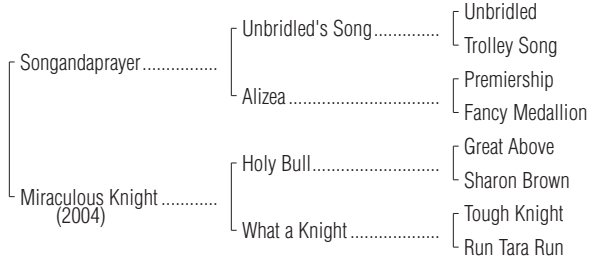 Unbridled
Unbridled's Song..............
Trolley Song
Songandaprayer...............
Premiership
Alizea................................
Fancy Medallion
Great Above
Holy Bull...........................
Sharon Brown
Miraculous Knight...........
(2004)
Tough Knight
What a Knight...................
Run Tara Run